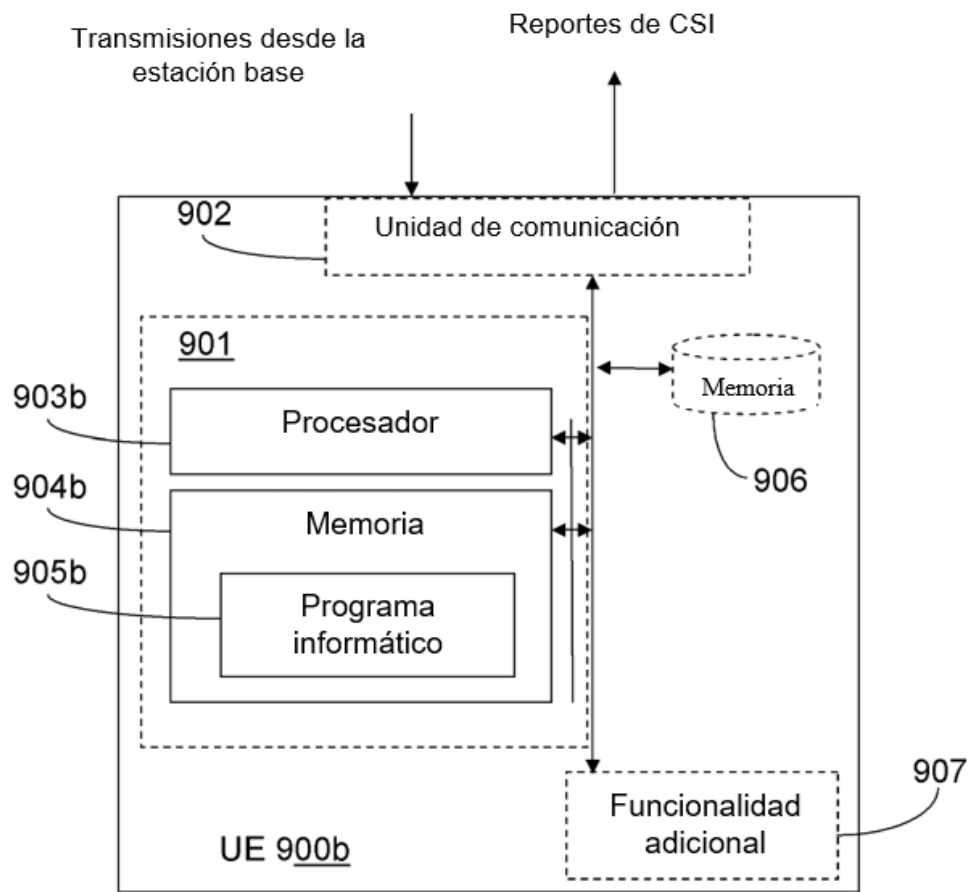 Transmisiones desde la
estación base
Reportes de CSI
902
Unidad de comunicación
901
903b
Procesador
Memoria
906
904b
Memoria
905b
Programa
informático
907
Funcionalidad
adicional
UE 900b